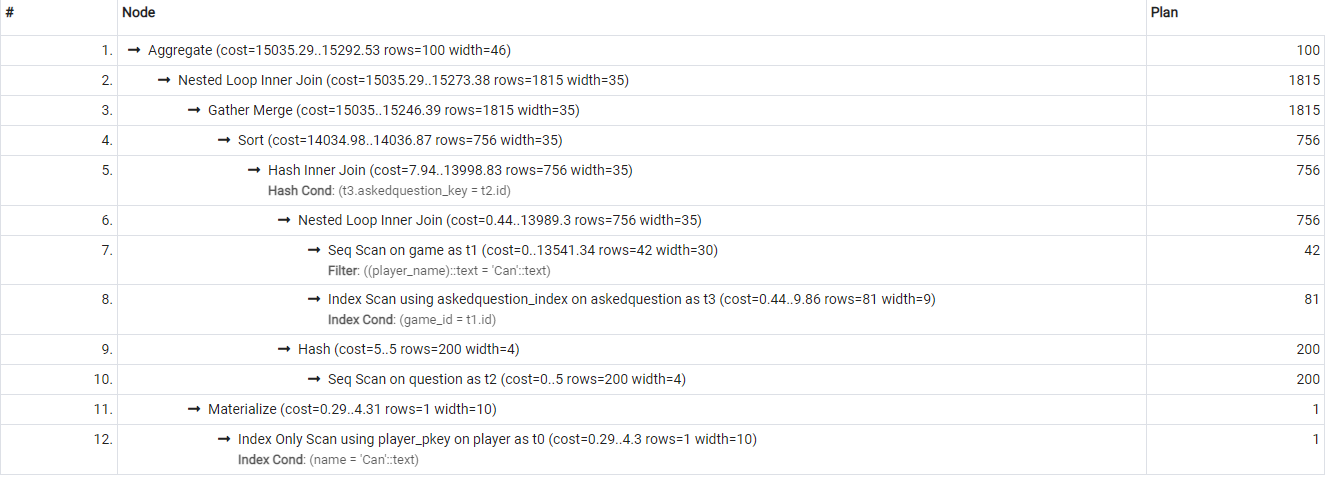 # Node Plan
1. → Aggregate (cost=15035.29..15292.53 rows=100 width=46) 100
2. → Nested Loop Inner Join (cost=15035.29..15273.38 rows=1815 width=35) 1815
3. → Gather Merge (cost=15035..15246.39 rows=1815 width=35) 1815
4. → Sort (cost=14034.98..14036.87 rows=756 width=35) 756
5. → Hash Inner Join (cost=7.94..13998.83 rows=756 width=35) 756
Hash Cond: (t3.askedquestion_key = t2.id)
6. → Nested Loop Inner Join (cost=0.44..13989.3 rows=756 width=35) 756
7. → Seq Scan on game as t1 (cost=0..13541.34 rows=42 width=30) 42
Filter: ((player_name)::text = 'Can'::text)
8. → Index Scan using askedquestion_index on askedquestion as t3 (cost=0.44..9.86 rows=81 width=9) 81
Index Cond: (game_id = t1.id)
9. → Hash (cost=5..5 rows=200 width=4) 200
10. → Seq Scan on question as t2 (cost=0..5 rows=200 width=4) 200
11. → Materialize (cost=0.29..4.31 rows=1 width=10) 1
12. → Index Only Scan using player_pkey on player as t0 (cost=0.29..4.3 rows=1 width=10) 1
Index Cond: (name = 'Can'::text)